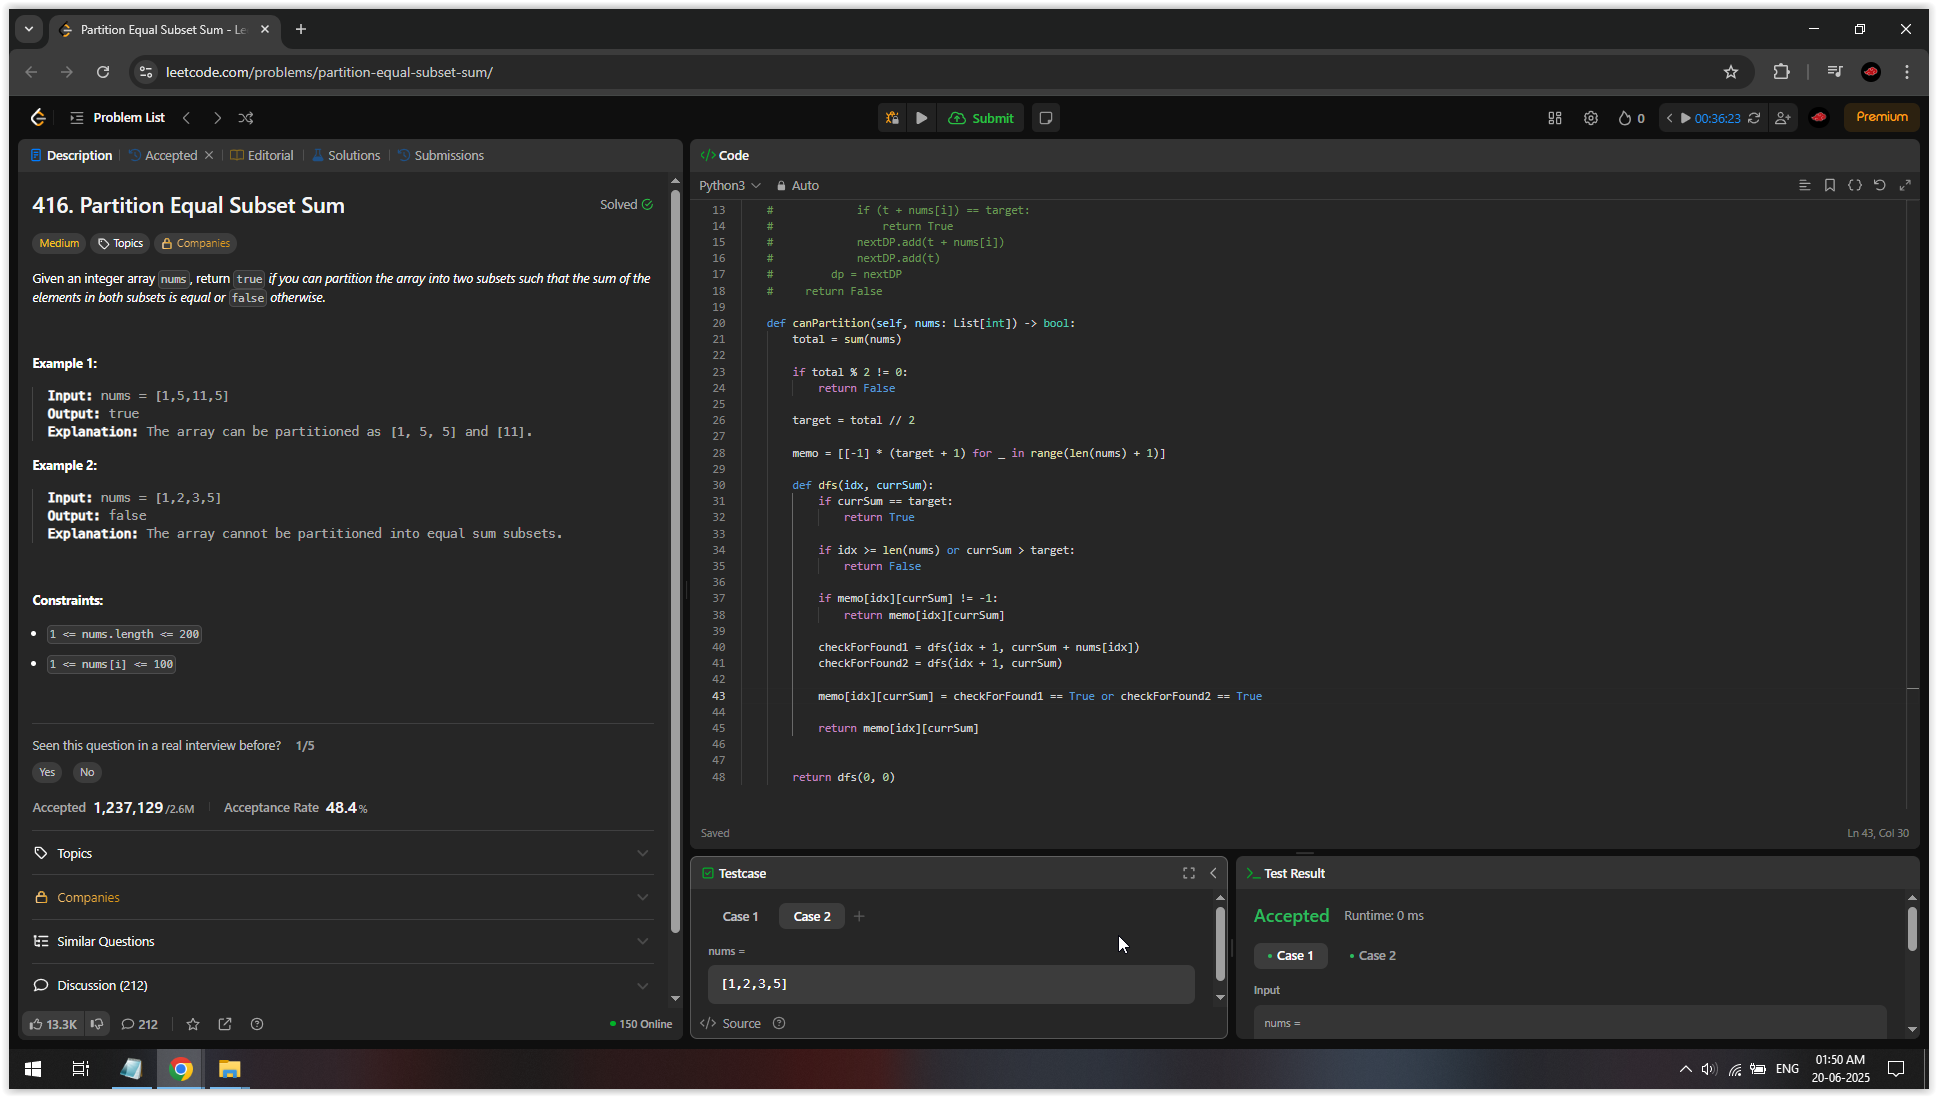 Partition Equal Subset Sum - Le
leetcode.com/problems/partition-equal-subset-sum/
Problem List
Submit
0
00:36:23
Premium
Description
Accepted
Editorial
Solutions
Submissions
416. Partition Equal Subset Sum
Solved
Medium
Topics
Companies
Given an integer array nums, return true if you can partition the array into two subsets such that the sum of the
elements in both subsets is equal or false otherwise.
Example 1:
Input: nums = [1,5,11,5]
Output: true
Explanation: The array can be partitioned as [1, 5, 5] and [11].
Example 2:
Input: nums = [1,2,3,5]
Output: false
Explanation: The array cannot be partitioned into equal sum subsets.
Constraints:
1 <= nums.length <= 200
1 <= nums[i] <= 100
Seen this question in a real interview before? 1/5
Yes No
Accepted 1,237,129/2.6M Acceptance Rate 48.4%
Topics
Companies
Similar Questions
Discussion (212)
13.3K
212
150 Online
</> Code
Python3
Auto
13 # if (t + nums[i]) == target:
14 # return True
15 # nextDP.add(t + nums[i])
16 # nextDP.add(t)
17 # dp = nextDP
18 # return False
19
20 def canPartition(self, nums: List[int]) -> bool:
21 total = sum(nums)
22
23 if total % 2 != 0:
24 return False
25
26 target = total // 2
27
28 memo = [[-1] * (target + 1) for _ in range(len(nums) + 1)]
29
30 def dfs(idx, currSum):
31 if currSum == target:
32 return True
33
34 if idx >= len(nums) or currSum > target:
35 return False
36
37 if memo[idx][currSum] != -1:
38 return memo[idx][currSum]
39
40 checkForFound1 = dfs(idx + 1, currSum + nums[idx])
41 checkForFound2 = dfs(idx + 1, currSum)
42
43 memo[idx][currSum] = checkForFound1 == True or checkForFound2 == True
44
45 return memo[idx][currSum]
46
47
48 return dfs(0, 0)
Saved
Ln 43, Col 30
Testcase
Case 1 Case 2 +
nums =
[1,2,3,5]
</> Source
>_ Test Result
Accepted Runtime: 0 ms
Case 1 Case 2
Input
nums =
ENG
01:50 AM
20-06-2025